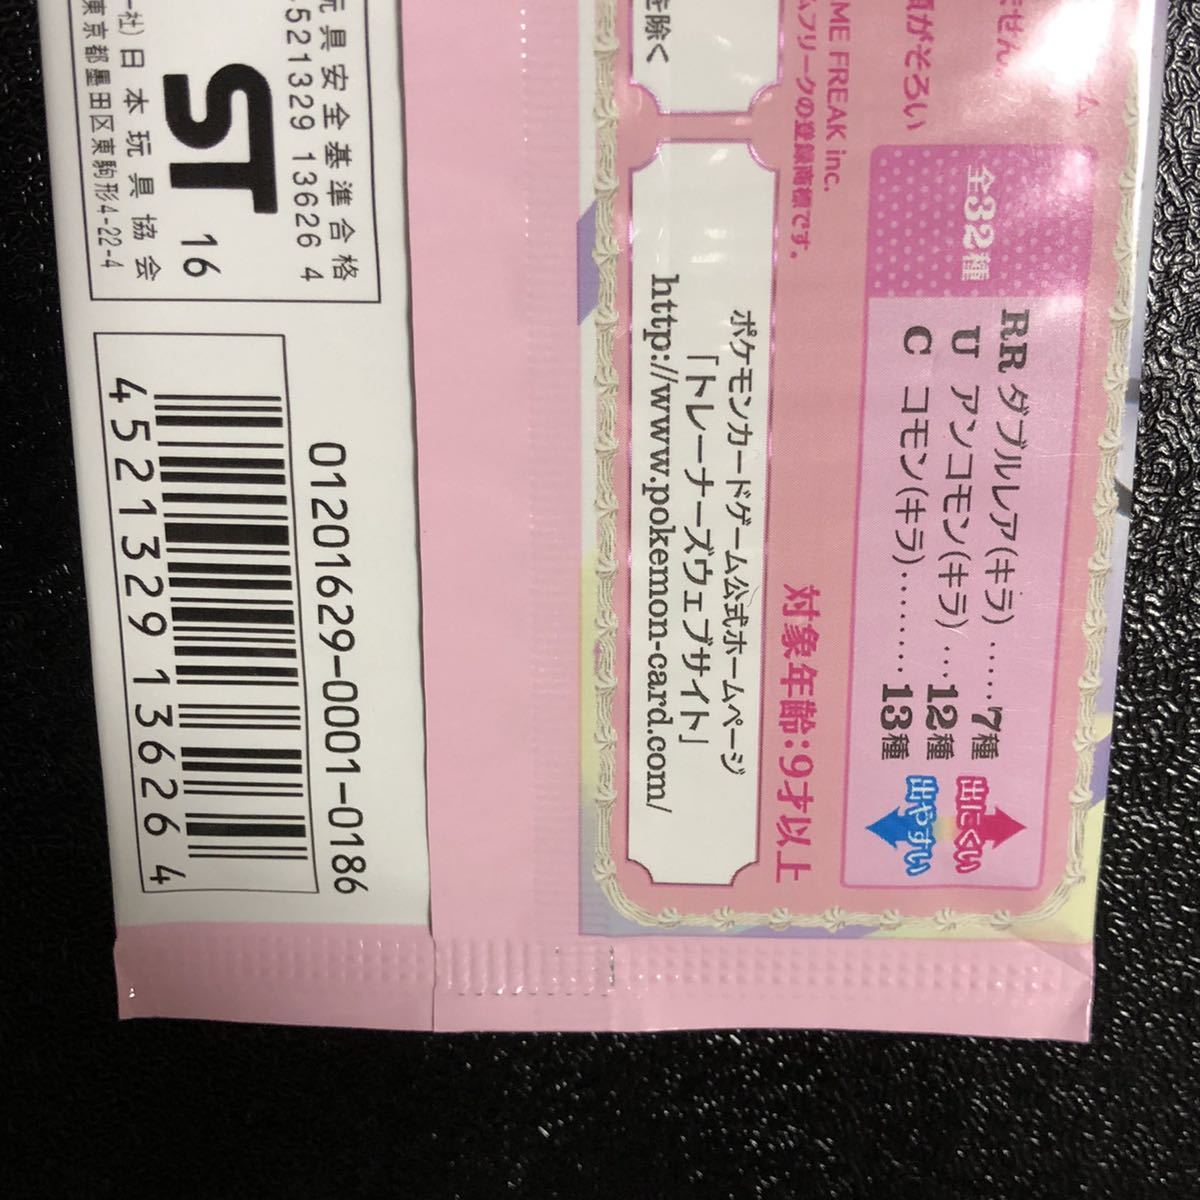 玩具安全基準合格
4521329 13626 4
ST
16
日本玩具協会
東京都墨田区東駒形4-22-4
01201629-0001-0186
4521329136264
を除く
GAME FREAK inc.
ームフリークの登録商標です。
ません。
がそろい
ポケモンカードゲーム公式ホームページ
「トレーナーズウェブサイト」
http://www.pokemon-card.com/
対象年齢:9才以上
全32種
RR ダブルレア(キラ)……7種
U アンコモン(キラ)…12種
C コモン(キラ)………13種
出にくい
出やすい